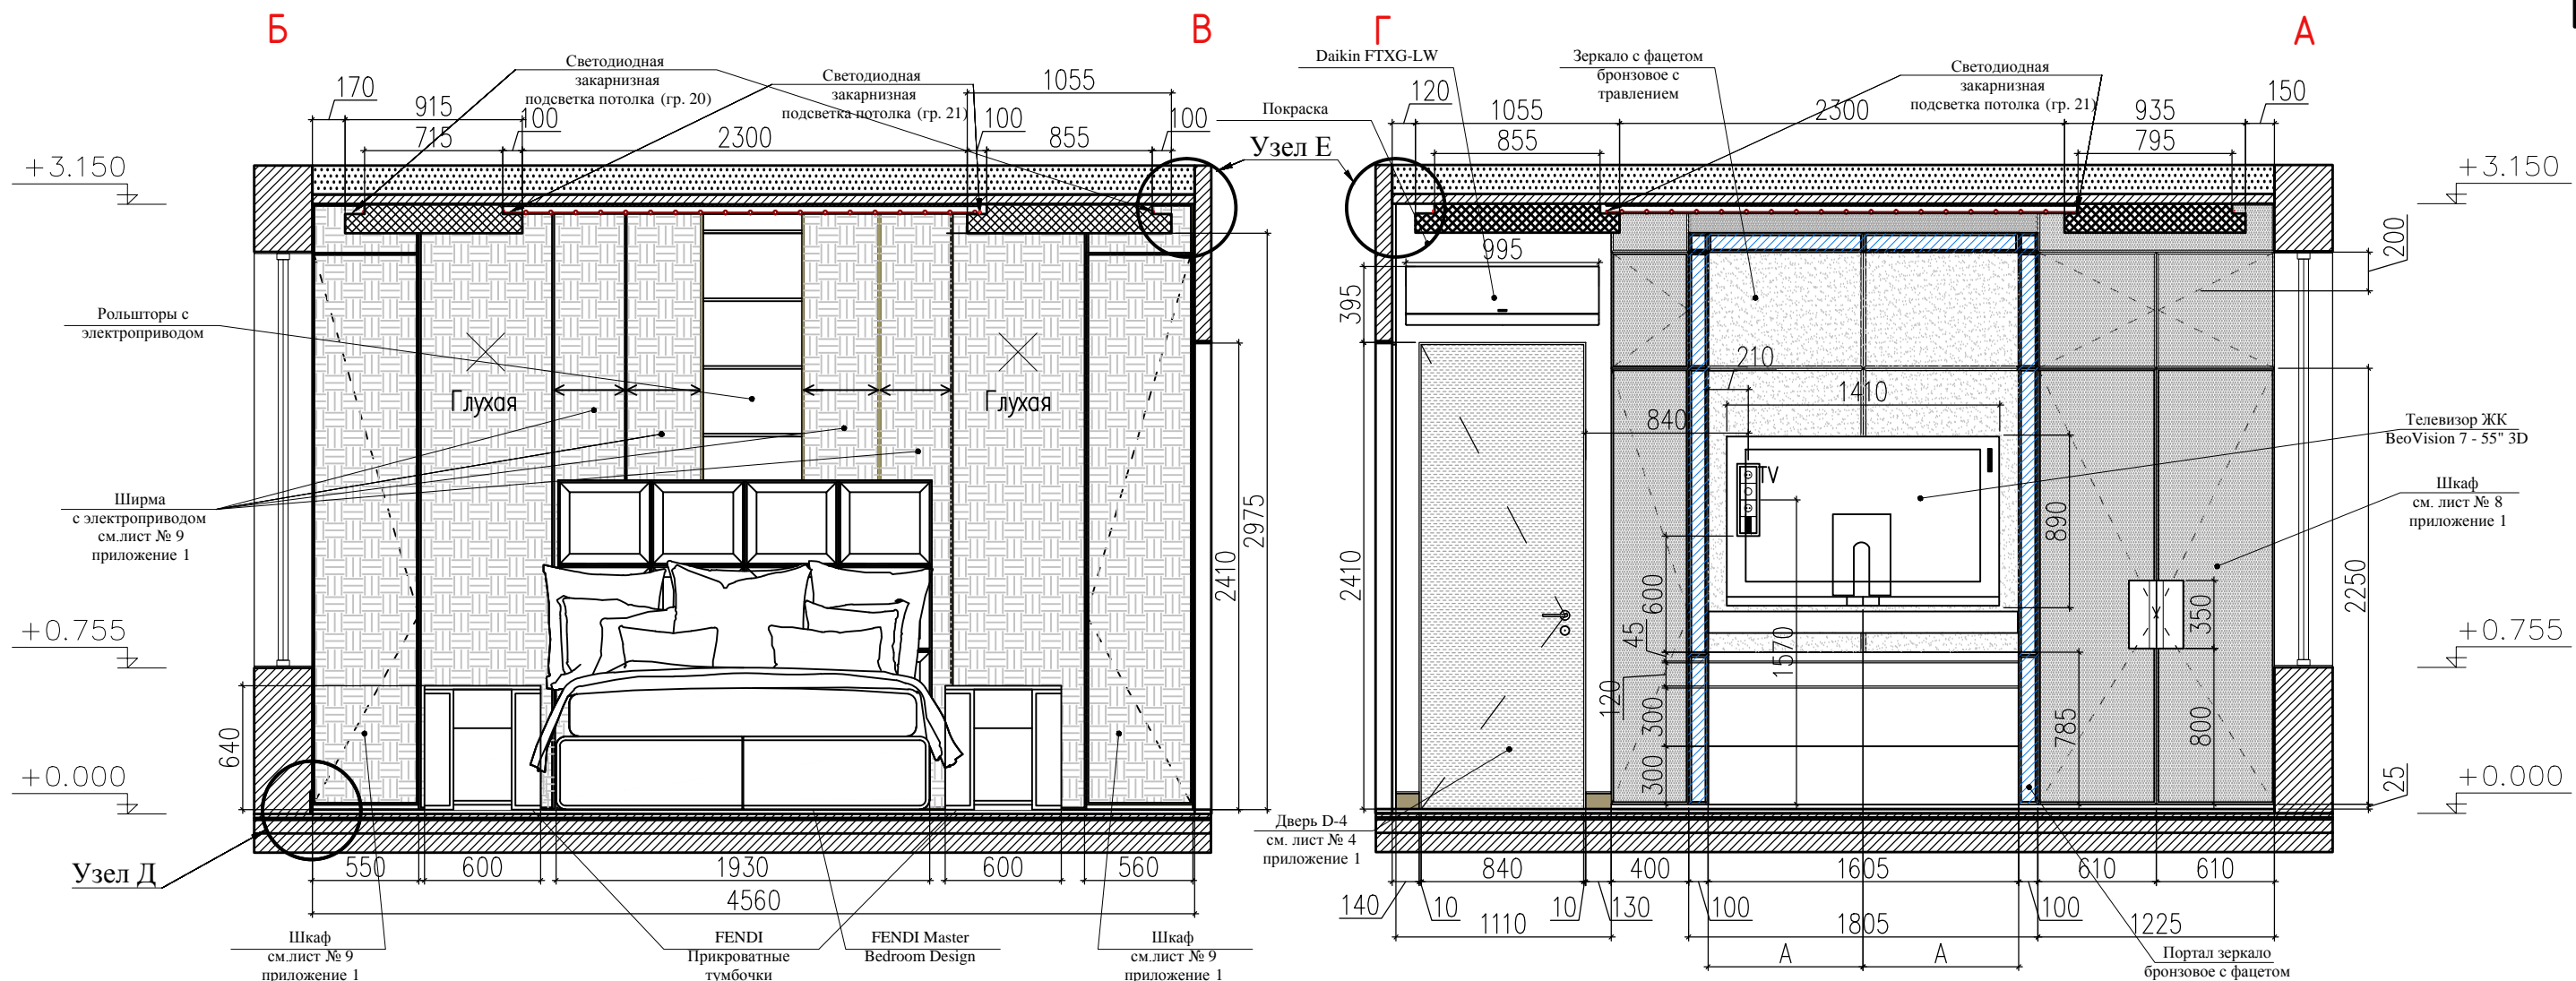 Б
В
Г
А
Светодиодная
закарнизная
подсветка потолка (гр. 20)
Светодиодная
закарнизная
подсветка потолка (гр. 21)
170
915
715
100
2300
1055
100
855
100
+3.150
Рольшторы с
электроприводом
Глухая
Глухая
Ширма
с электроприводом
см.лист № 9
приложение 1
+0.755
640
+0.000
Узел Д
2410
2975
550
600
1930
600
560
4560
Шкаф
см.лист № 9
приложение 1
FENDI
Прикроватные
тумбочки
FENDI Master
Bedroom Design
Шкаф
см.лист № 9
приложение 1
Узел Е
Покраска
Daikin FTXG-LW
Зеркало с фацетом
бронзовое с
травлением
Светодиодная
закарнизная
подсветка потолка (гр. 21)
120
1055
855
2300
935
795
150
+3.150
200
995
395
2410
210
1410
840
TV
890
600
45
1570
120
300
300
785
350
800
2250
25
Телевизор ЖК
BeoVision 7 - 55" 3D
Шкаф
см. лист № 8
приложение 1
+0.755
+0.000
Дверь D-4
см. лист № 4
приложение 1
840
400
1605
610
610
140
10
10
130
100
100
1110
1805
1225
А
А
Портал зеркало
бронзовое с фацетом